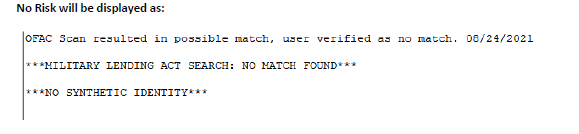 No Risk will be displayed as:
OFAC Scan resulted in possible match, user verified as no match. 08/24/2021
***MILITARY LENDING ACT SEARCH: NO MATCH FOUND***
***NO SYNTHETIC IDENTITY***